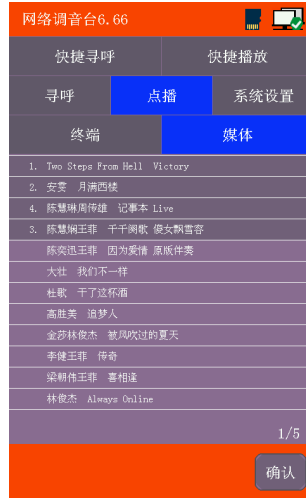 网络调音台6.66
快捷寻呼 快捷播放
寻呼 点播 系统设置
终端 媒体
1. Two Steps From Hell Victory
2. 安雯 月满西楼
4. 陈慧琳周传雄 记事本 Live
3. 陈慧娴王菲 千千阙歌 俊女飘雪容
陈奕迅王菲 因为爱情 原版伴奏
大壮 我们不一样
杜歌 干了这杯酒
高胜美 追梦人
金莎林俊杰 被风吹过的夏天
李健王菲 传奇
梁朝伟王菲 喜相逢
林俊杰 Always Online
1/5
确认